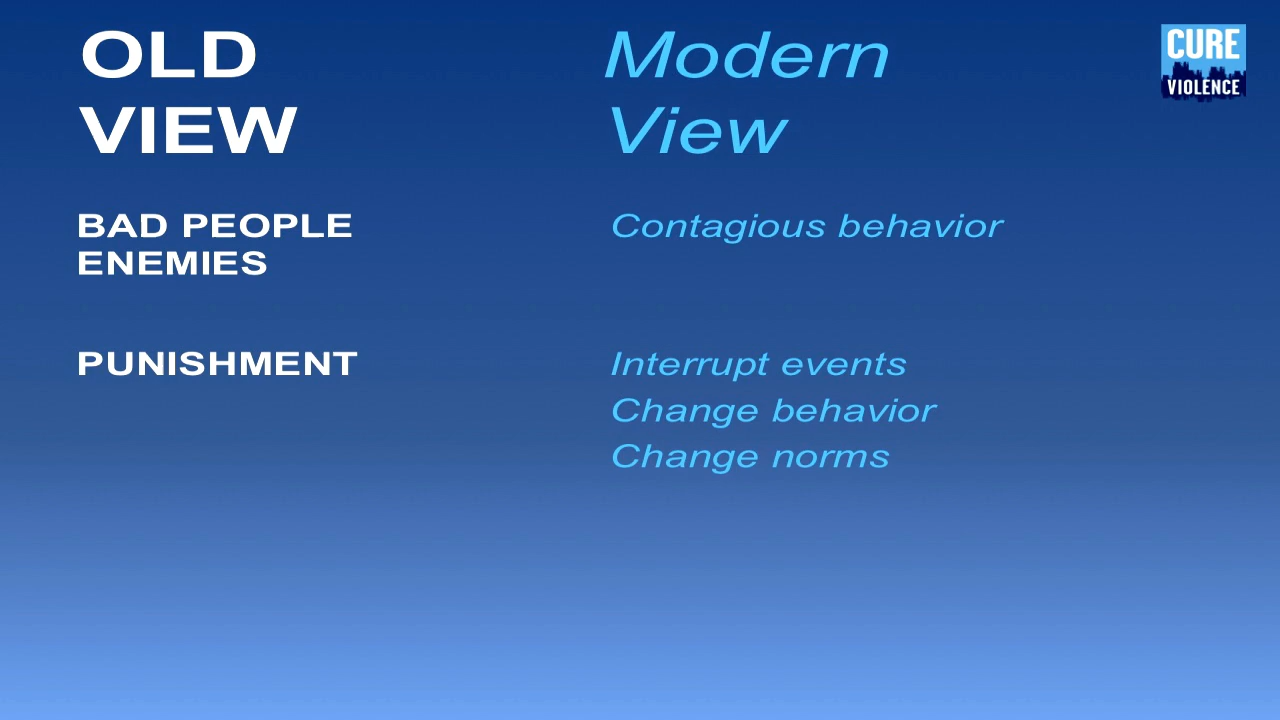 OLD
VIEW
Modern
View
CURE
VIOLENCE
BAD PEOPLE
ENEMIES
Contagious behavior
PUNISHMENT
Interrupt events
Change behavior
Change norms